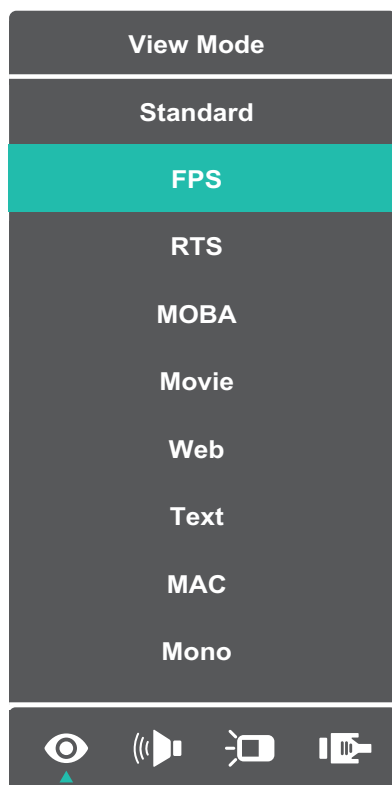 View Mode
Standard
FPS
RTS
MOBA
Movie
Web
Text
MAC
Mono